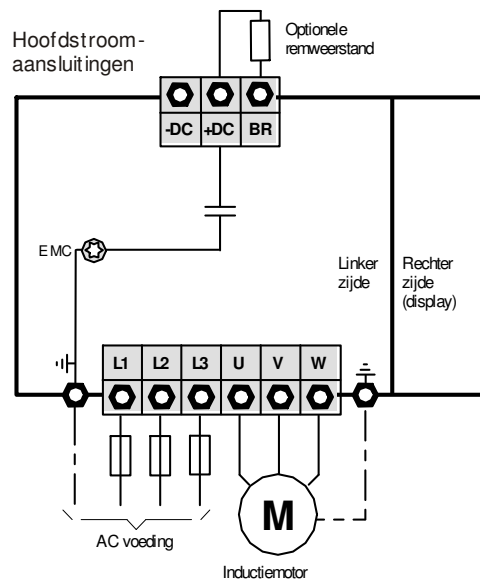 Hoofdstroom-
aansluitingen
Optionele
remweerstand
-DC +DC BR
EMC
Linker
zijde
Rechter
zijde
(display)
L1 L2 L3 U V W
M
AC voeding
Inductiemotor